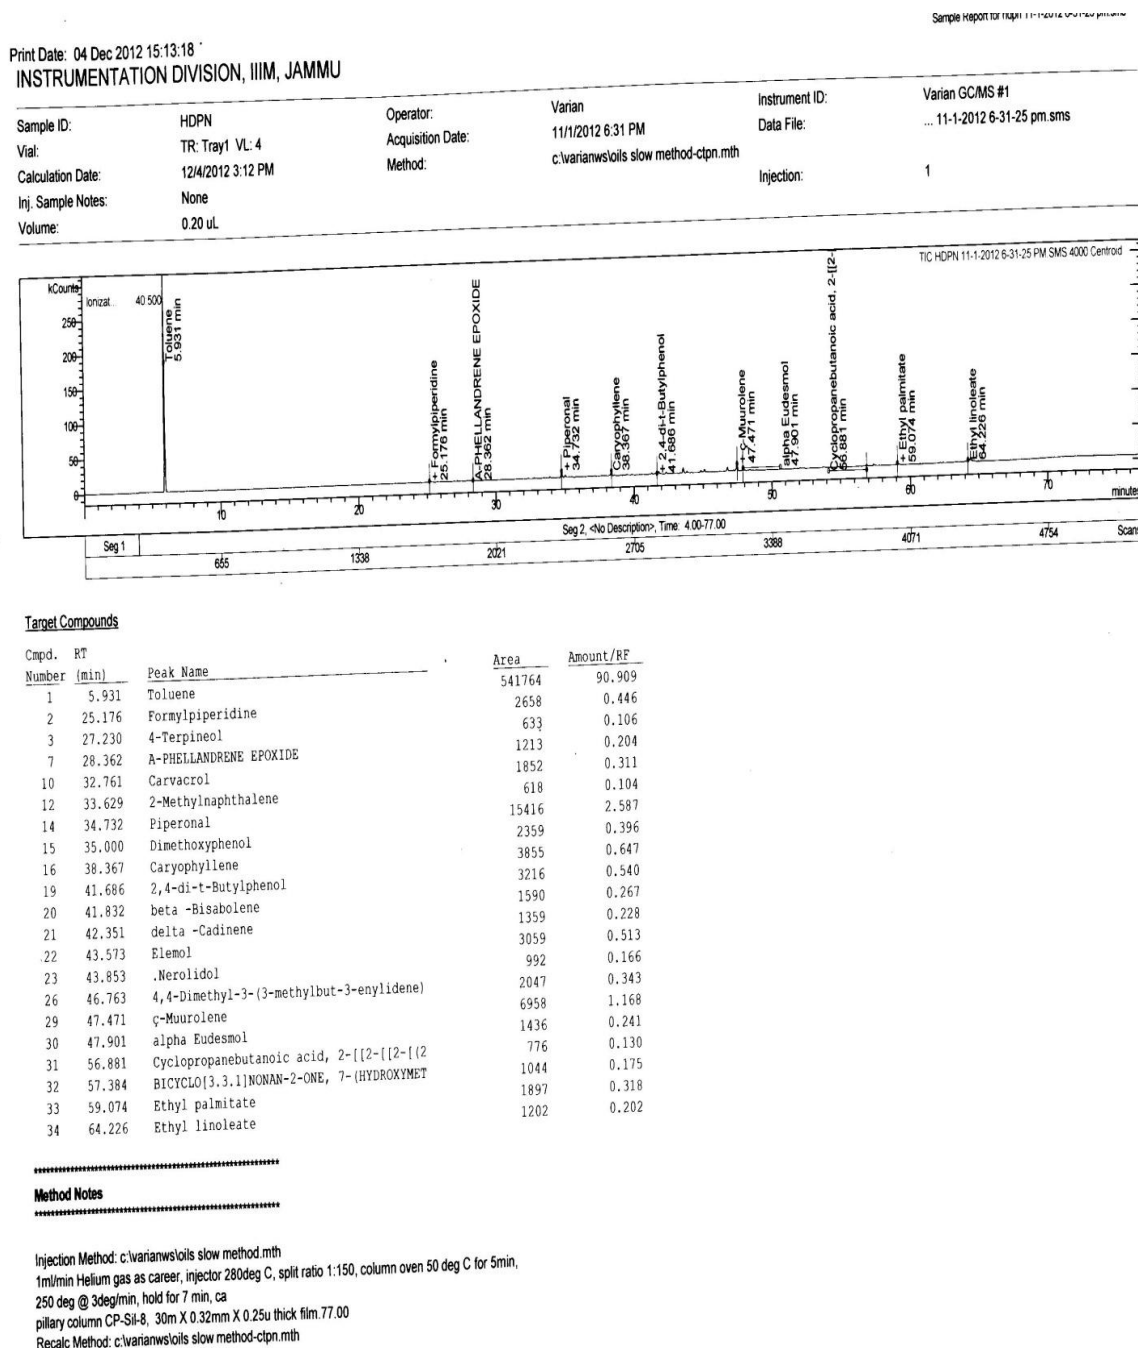 Sample Report for hdpn 11-1-2012 6-31-25 pm.sms
Print Date: 04 Dec 2012 15:13:18
INSTRUMENTATION DIVISION, IIIM, JAMMU
Sample ID: HDPN Operator: Varian Instrument ID: Varian GC/MS #1
Vial: TR: Tray1 VL: 4 Acquisition Date: 11/1/2012 6:31 PM Data File: ... 11-1-2012 6-31-25 pm.sms
Calculation Date: 12/4/2012 3:12 PM Method: c:\varianws\oils slow method-ctpn.mth
Inj. Sample Notes: None Injection: 1
Volume: 0.20 uL
TIC HDPN 11-1-2012 6-31-25 PM SMS 4000 Centroid
kCounts
Ionizat... 40 500
250
200
150
100
50
0
Toluene
5.931 min
+ Formylpiperidine
25.176 min
A-PHELLANDRENE EPOXIDE
28.362 min
+ Piperonal
34.732 min
Caryophyllene
38.367 min
+ 2,4-di-t-Butylphenol
41.686 min
+ ç-Muurolene
47.471 min
alpha Eudesmol
47.901 min
Cyclopropanebutanoic acid, 2-[[2-
56.881 min
+ Ethyl palmitate
59.074 min
Ethyl linoleate
64.226 min
10 20 30 40 50 60 70 minutes
Seg 1 Seg 2, <No Description>, Time: 4.00-77.00
655 1338 2021 2705 3388 4071 4754 Scans
Target Compounds
Cmpd. RT
Number (min) Peak Name Area Amount/RF
1 5.931 Toluene 541764 90.909
2 25.176 Formylpiperidine 2658 0.446
3 27.230 4-Terpineol 633 0.106
7 28.362 A-PHELLANDRENE EPOXIDE 1213 0.204
10 32.761 Carvacrol 1852 0.311
12 33.629 2-Methylnaphthalene 618 0.104
14 34.732 Piperonal 15416 2.587
15 35.000 Dimethoxyphenol 2359 0.396
16 38.367 Caryophyllene 3855 0.647
19 41.686 2,4-di-t-Butylphenol 3216 0.540
20 41.832 beta -Bisabolene 1590 0.267
21 42.351 delta -Cadinene 1359 0.228
22 43.573 Elemol 3059 0.513
23 43.853 .Nerolidol 992 0.166
26 46.763 4,4-Dimethyl-3-(3-methylbut-3-enylidene) 2047 0.343
29 47.471 ç-Muurolene 6958 1.168
30 47.901 alpha Eudesmol 1436 0.241
31 56.881 Cyclopropanebutanoic acid, 2-[[2-[[2-[(2 776 0.130
32 57.384 BICYCLO[3.3.1]NONAN-2-ONE, 7-(HYDROXYMET 1044 0.175
33 59.074 Ethyl palmitate 1897 0.318
34 64.226 Ethyl linoleate 1202 0.202
Method Notes
Injection Method: c:\varianws\oils slow method.mth
1ml/min Helium gas as career, injector 280deg C, split ratio 1:150, column oven 50 deg C for 5min,
250 deg @ 3deg/min, hold for 7 min, ca
pillary column CP-Sil-8, 30m X 0.32mm X 0.25u thick film.77.00
Recalc Method: c:\varianws\oils slow method-ctpn.mth